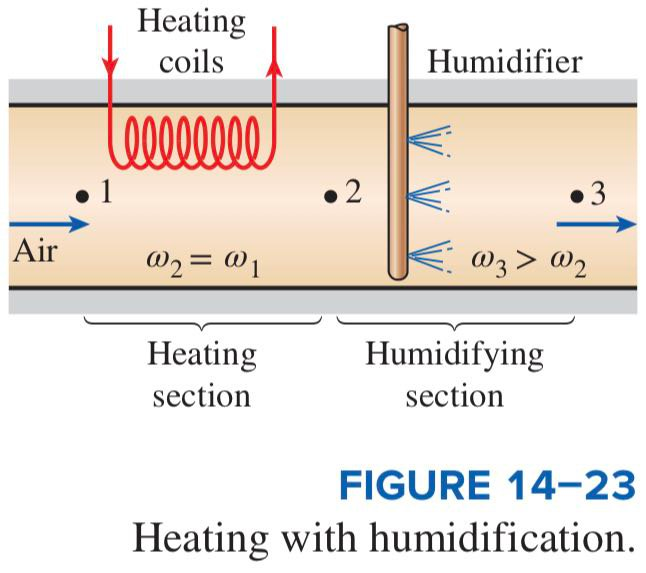 Heating
coils
Humidifier
1
2
3
Air
ω₂ = ω₁
ω₃ > ω₂
Heating
section
Humidifying
section
FIGURE 14–23
Heating with humidification.